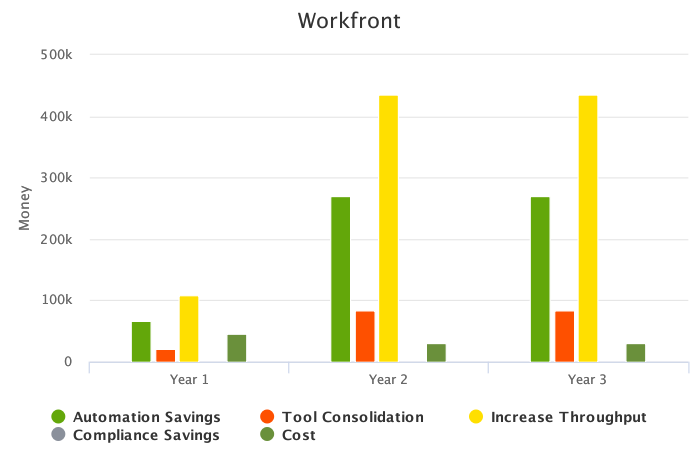 Workfront
500k
400k
300k
200k
100k
0
Money
Year 1 Year 2 Year 3
Automation Savings Tool Consolidation Increase Throughput
Compliance Savings Cost